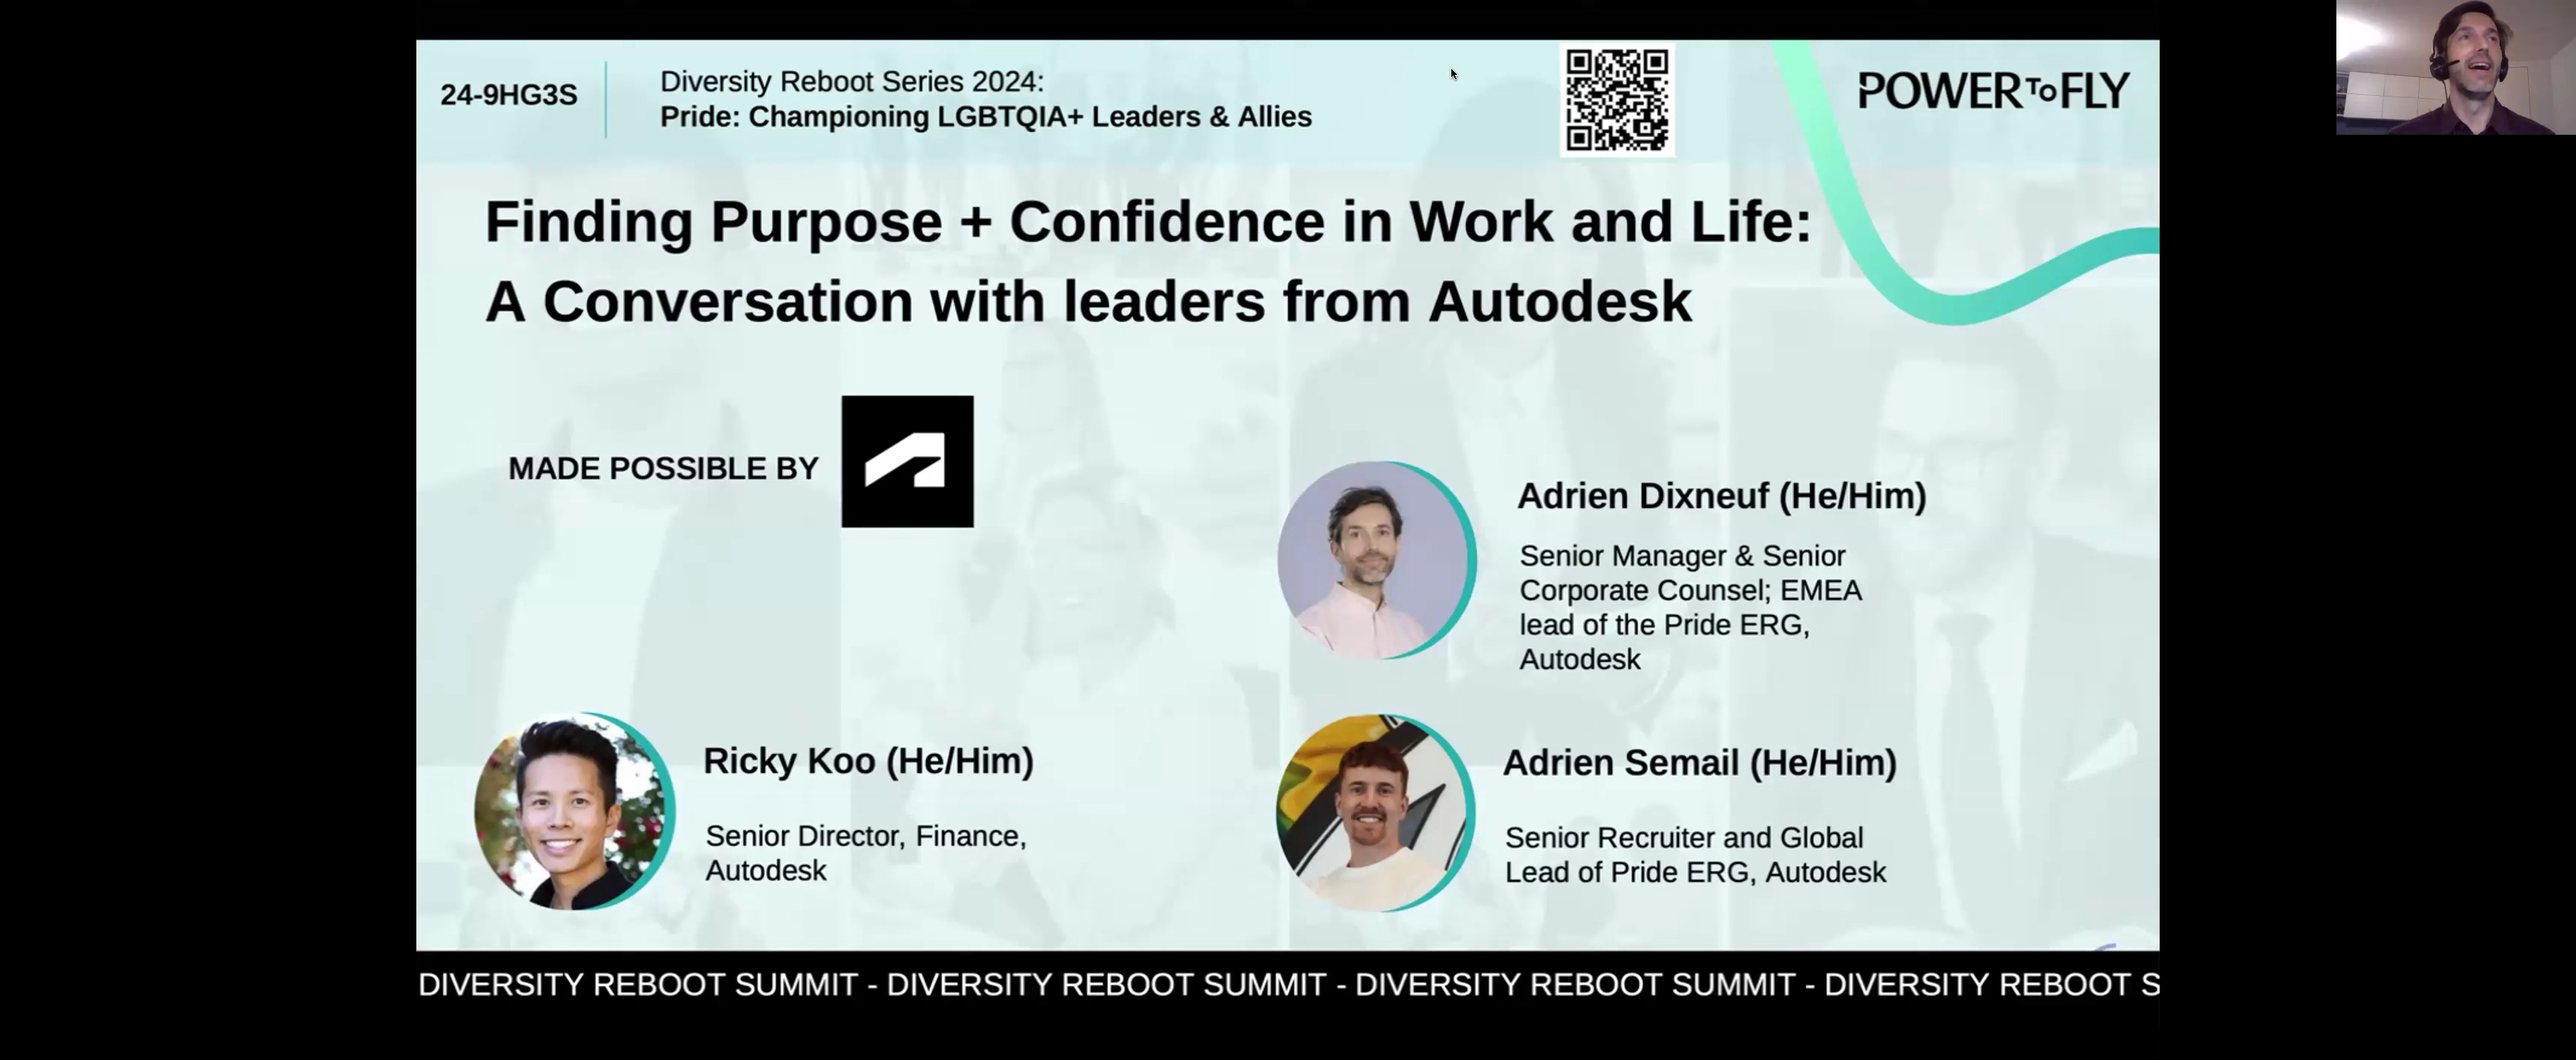 24-9HG3S
Diversity Reboot Series 2024:
Pride: Championing LGBTQIA+ Leaders & Allies
POWERTOFLY
Finding Purpose + Confidence in Work and Life:
A Conversation with leaders from Autodesk
MADE POSSIBLE BY
Adrien Dixneuf (He/Him)
Senior Manager & Senior
Corporate Counsel; EMEA
lead of the Pride ERG,
Autodesk
Ricky Koo (He/Him)
Senior Director, Finance,
Autodesk
Adrien Semail (He/Him)
Senior Recruiter and Global
Lead of Pride ERG, Autodesk
DIVERSITY REBOOT SUMMIT - DIVERSITY REBOOT SUMMIT - DIVERSITY REBOOT SUMMIT - DIVERSITY REBOOT S